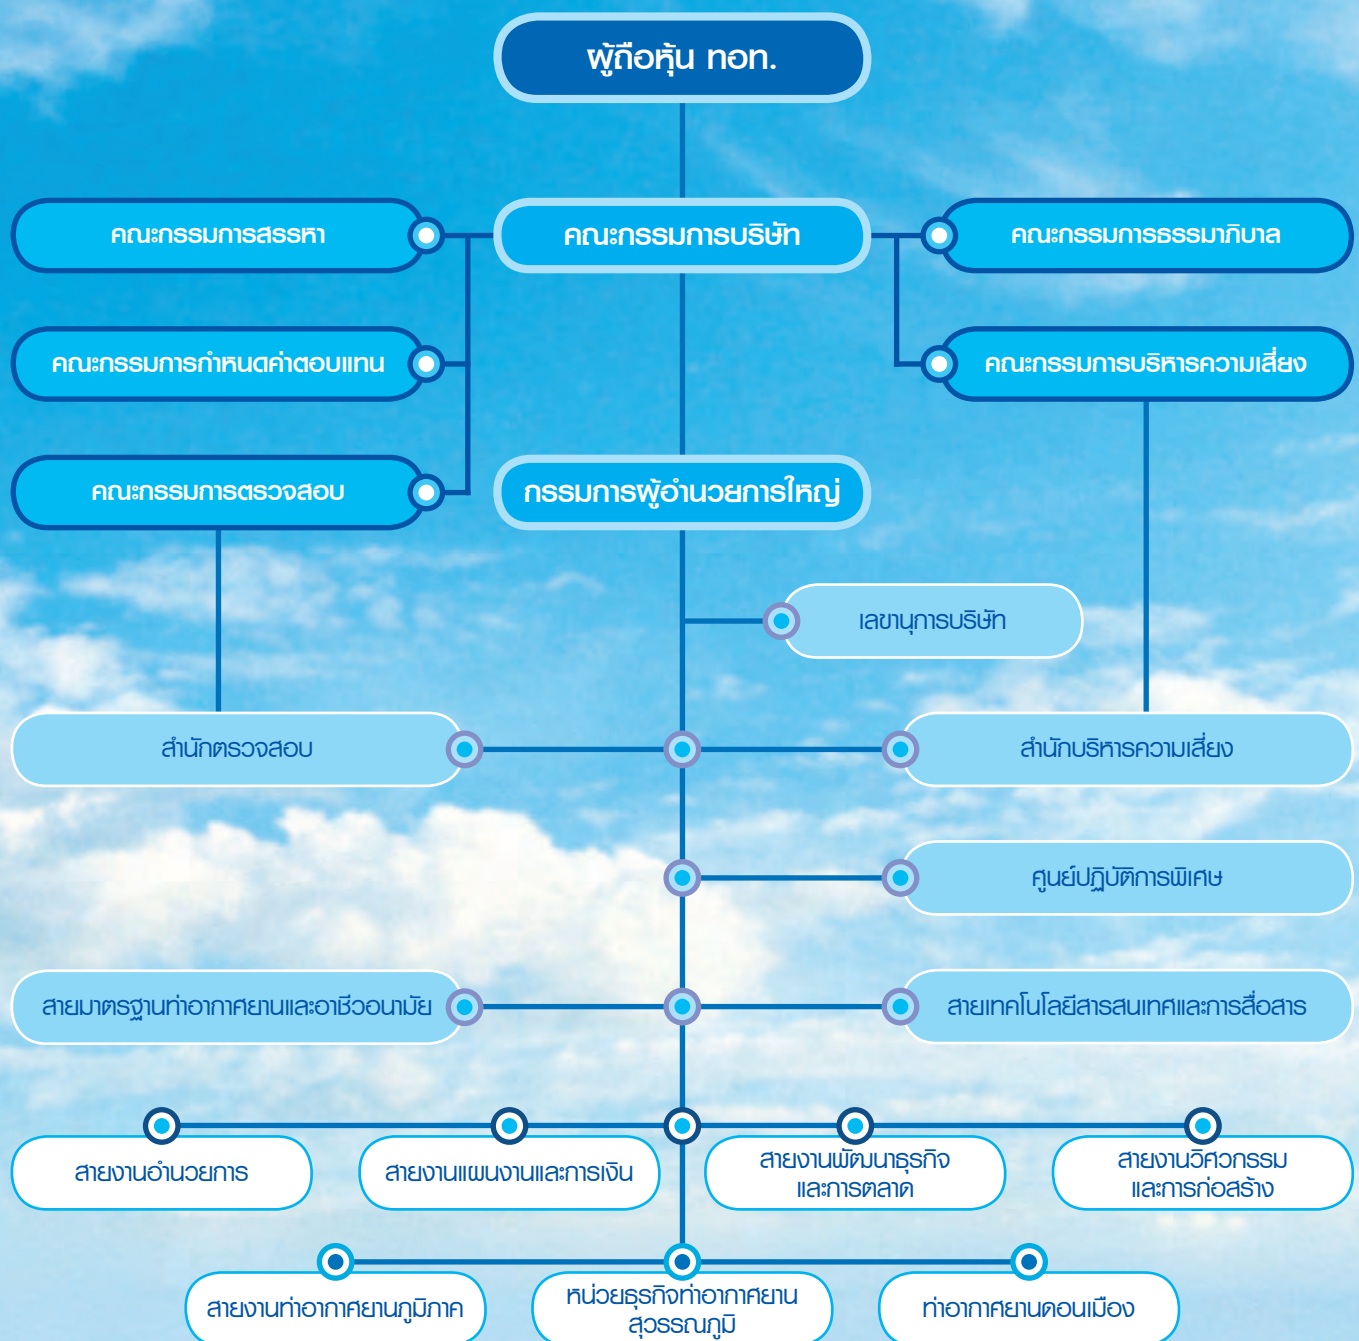 ผู้ถือหุ้น ทอท.
คณะกรรมการสรรหา
คณะกรรมการบริษัท
คณะกรรมการธรรมาภิบาล
คณะกรรมการกำหนดค่าตอบแทน
คณะกรรมการบริหารความเสี่ยง
คณะกรรมการตรวจสอบ
กรรมการผู้อำนวยการใหญ่
เลขานุการบริษัท
สำนักตรวจสอบ
สำนักบริหารความเสี่ยง
ศูนย์ปฏิบัติการพิเศษ
สายมาตรฐานท่าอากาศยานและอาชีวอนามัย
สายเทคโนโลยีสารสนเทศและการสื่อสาร
สายงานอำนวยการ
สายงานแผนงานและการเงิน
สายงานพัฒนาธุรกิจ
และการตลาด
สายงานวิศวกรรม
และการก่อสร้าง
สายงานท่าอากาศยานภูมิภาค
หน่วยธุรกิจท่าอากาศยาน
สุวรรณภูมิ
ท่าอากาศยานดอนเมือง